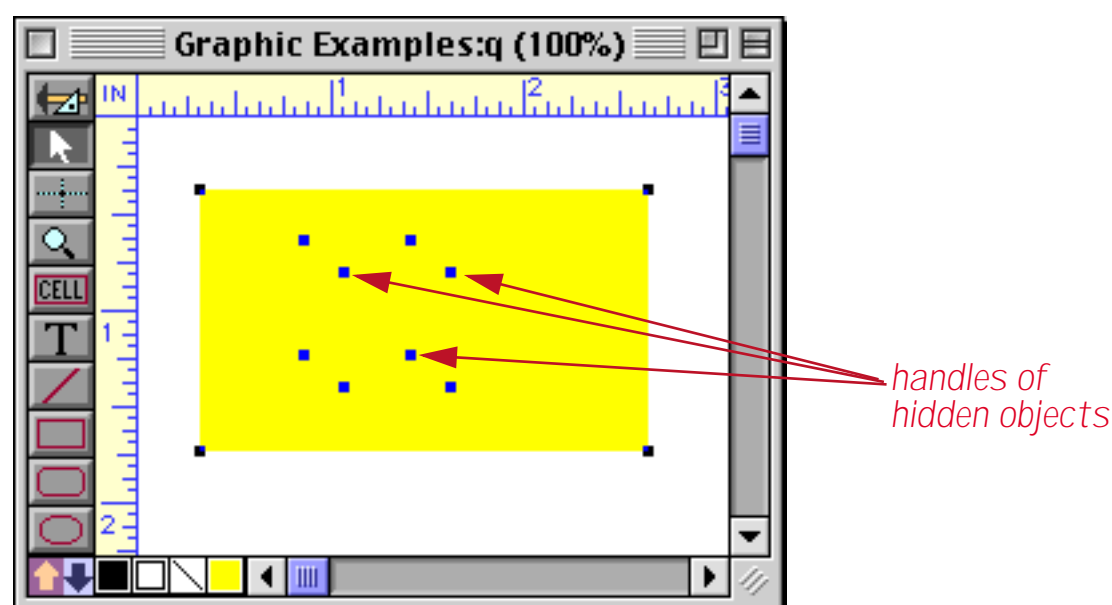 Graphic Examples:q (100%)
IN
1
2
3
CELL
T
1
2
handles of
hidden objects